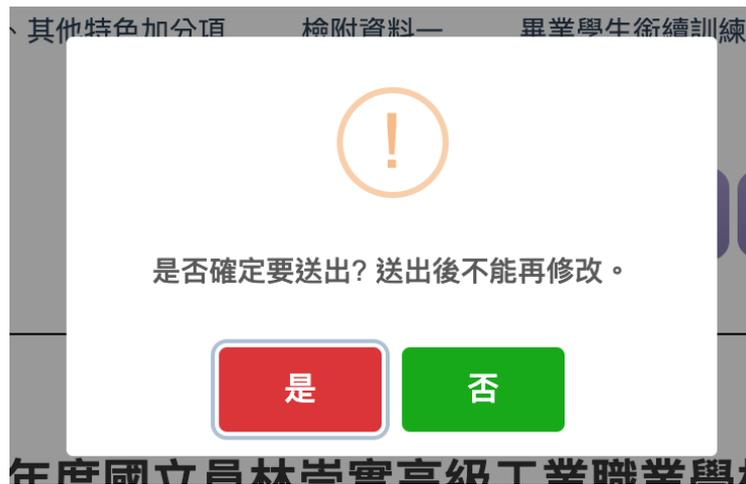 、其他特色加分項
檢附資料一
畢業學生銜續訓練
!
是否確定要送出? 送出後不能再修改。
是
否
年度國立員林崇實高級工業職業學校